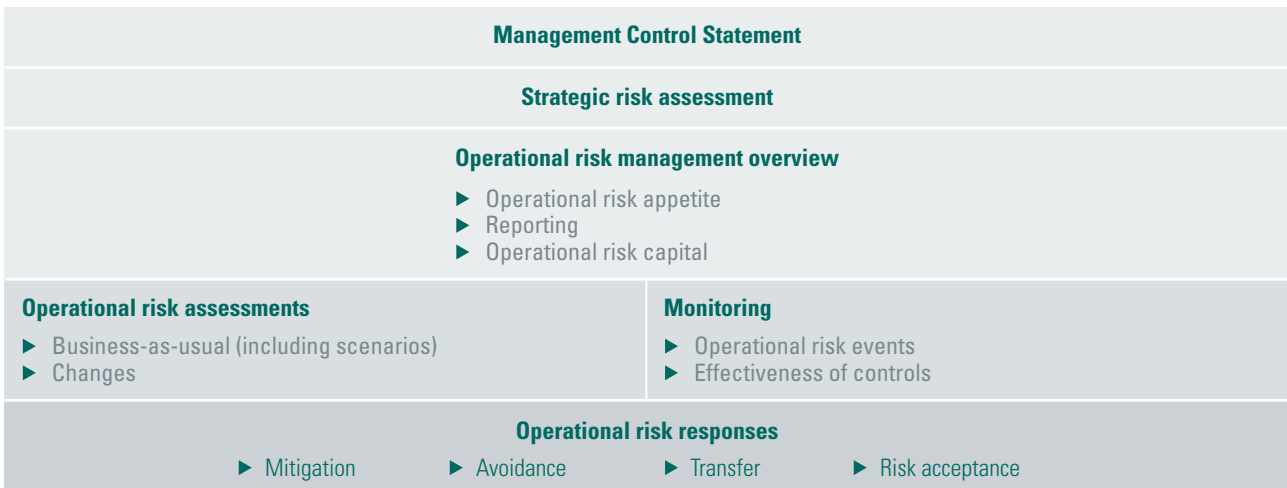 Management Control Statement
Strategic risk assessment
Operational risk management overview
▶ Operational risk appetite
▶ Reporting
▶ Operational risk capital
Operational risk assessments
▶ Business-as-usual (including scenarios)
▶ Changes
Monitoring
▶ Operational risk events
▶ Effectiveness of controls
Operational risk responses
▶ Mitigation ▶ Avoidance ▶ Transfer ▶ Risk acceptance